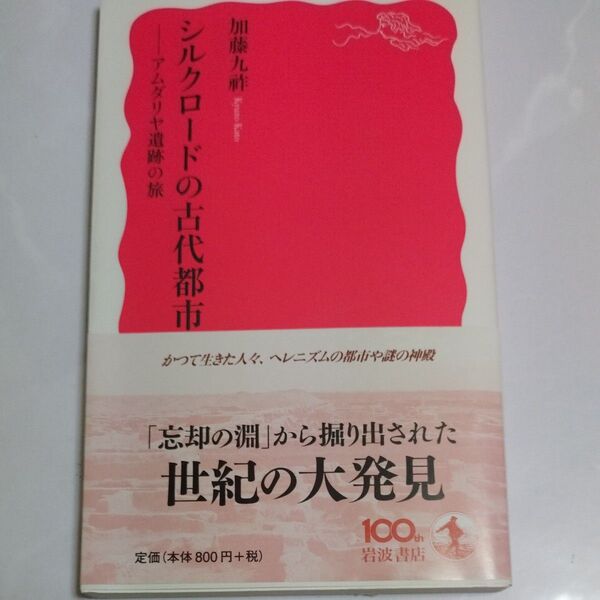 加藤九祚 Kyuzo Kato
シルクロードの古代都市
──アムダリヤ遺跡の旅
かつて生きた人々、ヘレニズムの都市や謎の神殿
「忘却の淵」から掘り出された
世紀の大発見
定価(本体800円+税)
100th
岩波書店